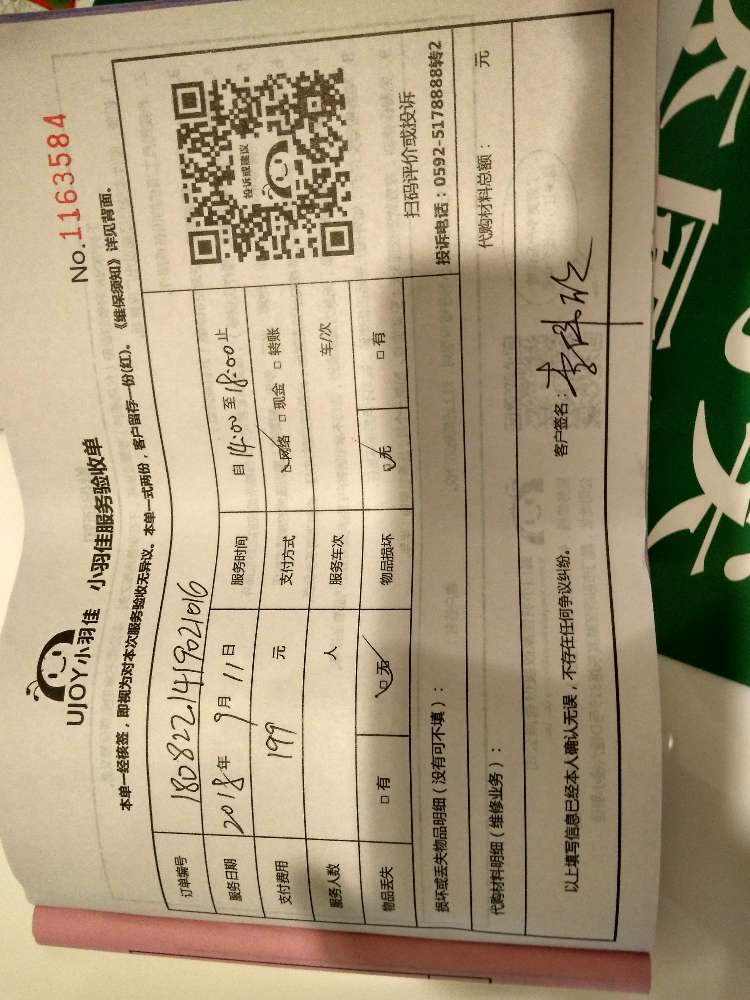 No.1163584
UJOY小羽佳 小羽佳服务验收单
本单一经核签，即视为对本次服务验收无异议。本单一式两份，客户留存一份(红)。《维保须知》详见背面。
订单编号 1808221419021016
服务日期 2018年9月11日 服务时间 自14:00至18:00止
支付费用 199 元 支付方式 □网络 □现金 □转账
服务人数 人 服务车次 车/次
物品丢失 □有 □无 物品损坏 □无 □有
投诉或建议
扫码评价或投诉
投诉电话：0592-5178888转2
损坏或丢失物品明细（没有可不填）：
代购材料明细（维修业务）： 代购材料总额： 元
以上填写信息已经本人确认无误，不存在任何争议纠纷。 客户签名：